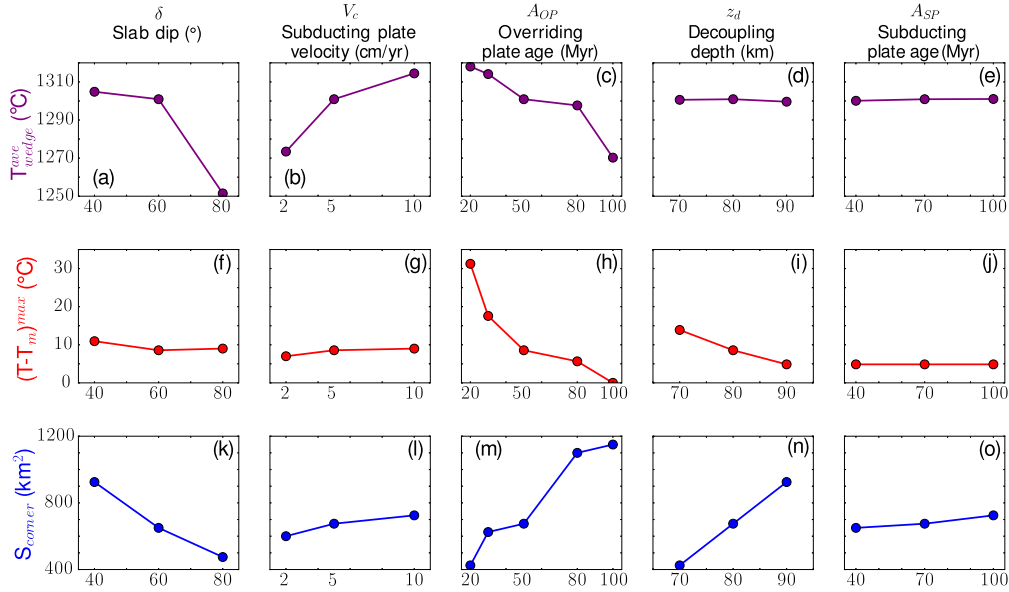 δ
Slab dip (°)
V_c
Subducting plate
velocity (cm/yr)
A_OP
Overriding
plate age (Myr)
z_d
Decoupling
depth (km)
A_SP
Subducting
plate age(Myr)
T^ave_wedge (°C)
1310
1290
1270
1250
(a)
40 60 80
(b)
2 5 10
(c)
20 50 80 100
(d)
70 80 90
(e)
40 70 100
(T-T_m)^max (°C)
30
20
10
0
(f)
40 60 80
(g)
2 5 10
(h)
20 50 80 100
(i)
70 80 90
(j)
40 70 100
S_corner (km²)
1200
800
400
(k)
40 60 80
(l)
2 5 10
(m)
20 50 80 100
(n)
70 80 90
(o)
40 70 100